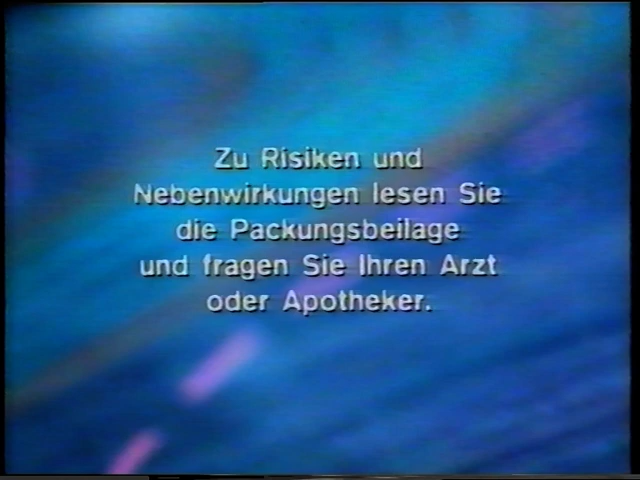 Zu Risiken und
Nebenwirkungen lesen Sie
die Packungsbeilage
und fragen Sie Ihren Arzt
oder Apotheker.